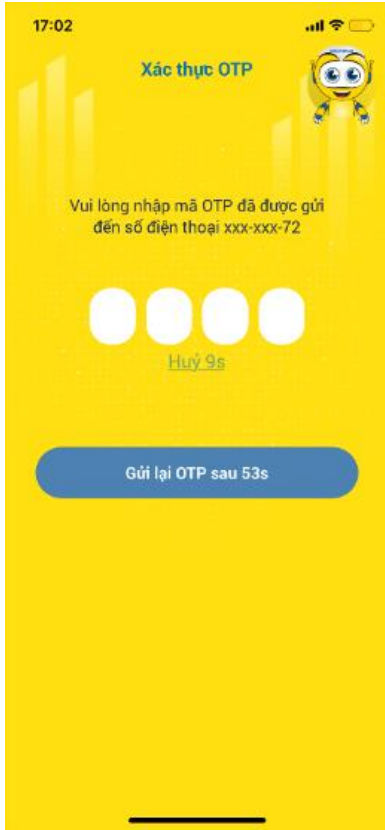 17:02
Xác thực OTP
Vui lòng nhập mã OTP đã được gửi
đến số điện thoại xxx-xxx-72
Huỷ 9s
Gửi lại OTP sau 53s